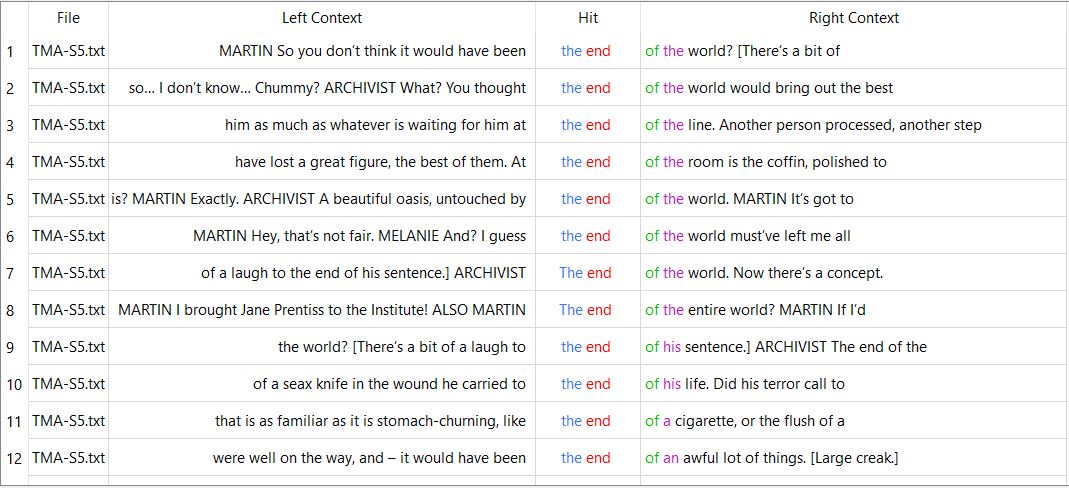 File Left Context Hit Right Context
1 TMA-S5.txt MARTIN So you don’t think it would have been the end of the world? [There’s a bit of
2 TMA-S5.txt so... I don’t know... Chummy? ARCHIVIST What? You thought the end of the world would bring out the best
3 TMA-S5.txt him as much as whatever is waiting for him at the end of the line. Another person processed, another step
4 TMA-S5.txt have lost a great figure, the best of them. At the end of the room is the coffin, polished to
5 TMA-S5.txt is? MARTIN Exactly. ARCHIVIST A beautiful oasis, untouched by the end of the world. MARTIN It’s got to
6 TMA-S5.txt MARTIN Hey, that’s not fair. MELANIE And? I guess the end of the world must’ve left me all
7 TMA-S5.txt of a laugh to the end of his sentence.] ARCHIVIST The end of the world. Now there’s a concept.
8 TMA-S5.txt MARTIN I brought Jane Prentiss to the Institute! ALSO MARTIN The end of the entire world? MARTIN If I’d
9 TMA-S5.txt the world? [There’s a bit of a laugh to the end of his sentence.] ARCHIVIST The end of the
10 TMA-S5.txt of a seax knife in the wound he carried to the end of his life. Did his terror call to
11 TMA-S5.txt that is as familiar as it is stomach-churning, like the end of a cigarette, or the flush of a
12 TMA-S5.txt were well on the way, and – it would have been the end of an awful lot of things. [Large creak.]